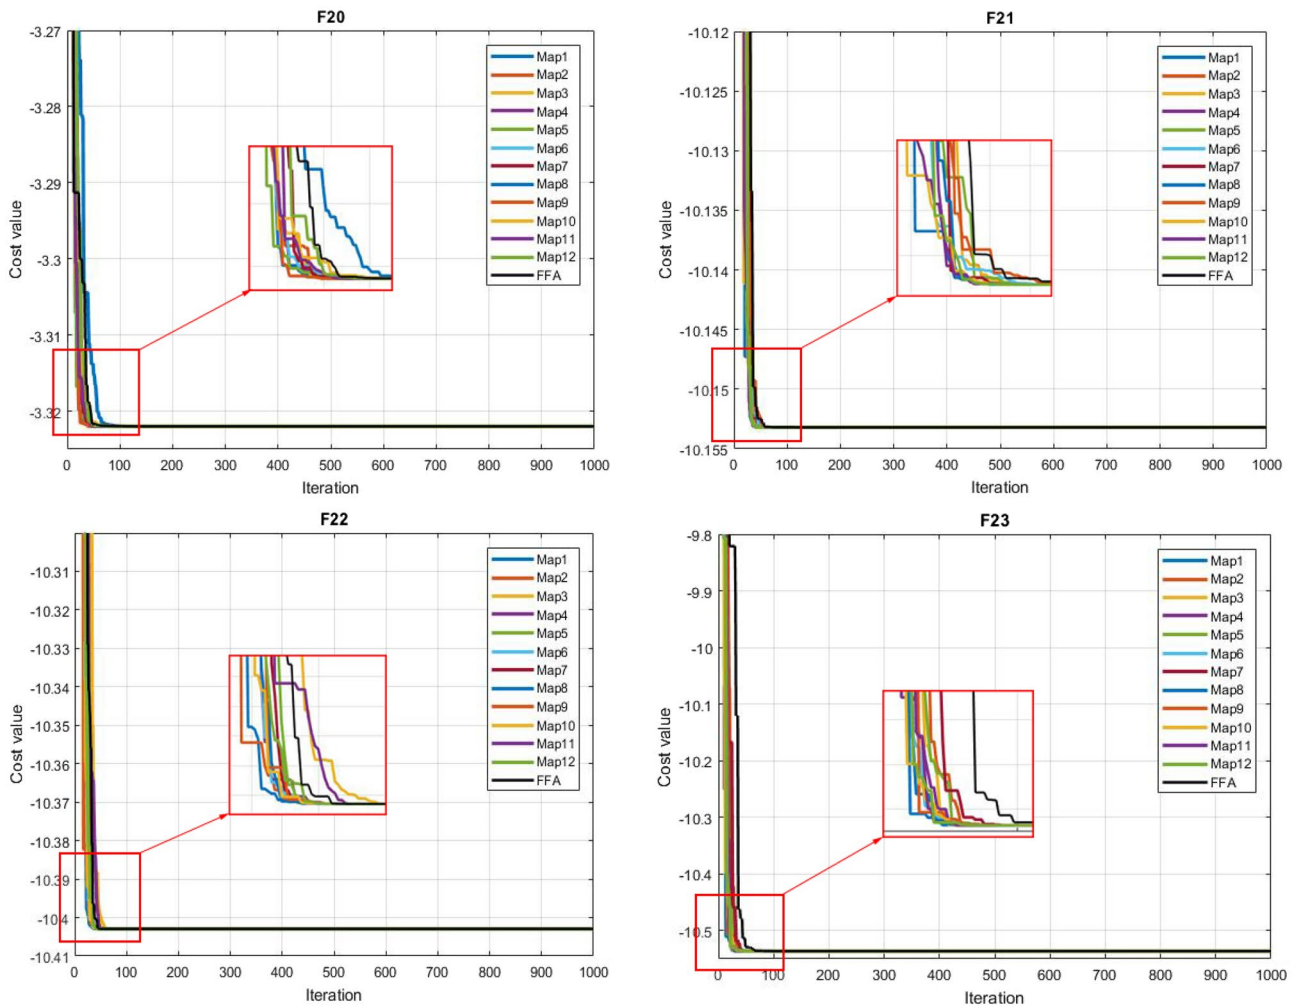 F20
-3.27
-3.28
-3.29
-3.3
-3.31
-3.32
Cost value
0 100 200 300 400 500 600 700 800 900 1000
Iteration
Map1
Map2
Map3
Map4
Map5
Map6
Map7
Map8
Map9
Map10
Map11
Map12
FFA
F21
-10.12
-10.125
-10.13
-10.135
-10.14
-10.145
-10.15
-10.155
Cost value
0 100 200 300 400 500 600 700 800 900 1000
Iteration
Map1
Map2
Map3
Map4
Map5
Map6
Map7
Map8
Map9
Map10
Map11
Map12
FFA
F22
-10.31
-10.32
-10.33
-10.34
-10.35
-10.36
-10.37
-10.38
-10.39
-10.4
-10.41
Cost value
0 100 200 300 400 500 600 700 800 900 1000
Iteration
Map1
Map2
Map3
Map4
Map5
Map6
Map7
Map8
Map9
Map10
Map11
Map12
FFA
F23
-9.8
-9.9
-10
-10.1
-10.2
-10.3
-10.4
-10.5
Cost value
0 100 200 300 400 500 600 700 800 900 1000
Iteration
Map1
Map2
Map3
Map4
Map5
Map6
Map7
Map8
Map9
Map10
Map11
Map12
FFA